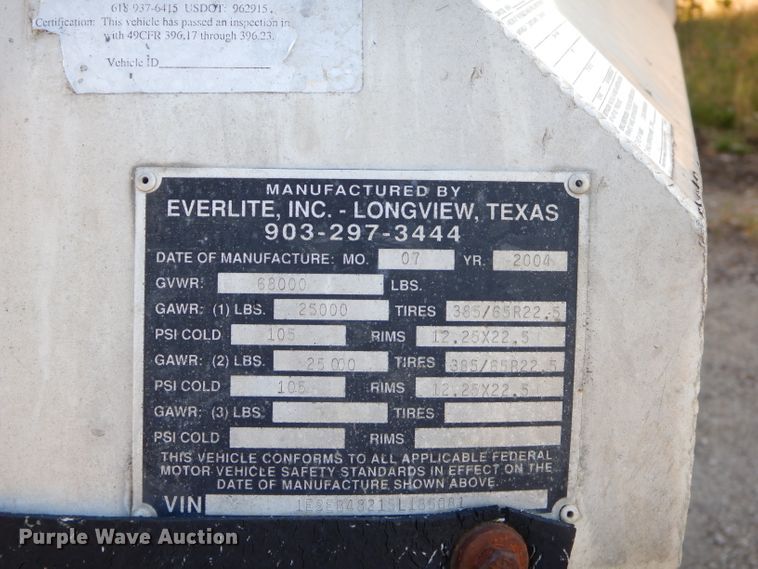 618 937-6415 USDOT: 962915
Certification: This vehicle has passed an inspection in
with 49CFR 396.17 through 396.23.
Vehicle ID
MANUFACTURED BY
EVERLITE, INC. - LONGVIEW, TEXAS
903-297-3444
DATE OF MANUFACTURE: MO. 07 YR. 2004
GVWR: 68000 LBS.
GAWR: (1) LBS. 25000 TIRES 385/65R22.5
PSI COLD 105 RIMS 12.25X22.5
GAWR: (2) LBS. 25000 TIRES 385/65R22.5
PSI COLD 105 RIMS 12.25X22.5
GAWR: (3) LBS. TIRES
PSI COLD RIMS
THIS VEHICLE CONFORMS TO ALL APPLICABLE FEDERAL
MOTOR VEHICLE SAFETY STANDARDS IN EFFECT ON THE
DATE OF MANUFACTURE SHOWN ABOVE.
VIN
Purple Wave Auction